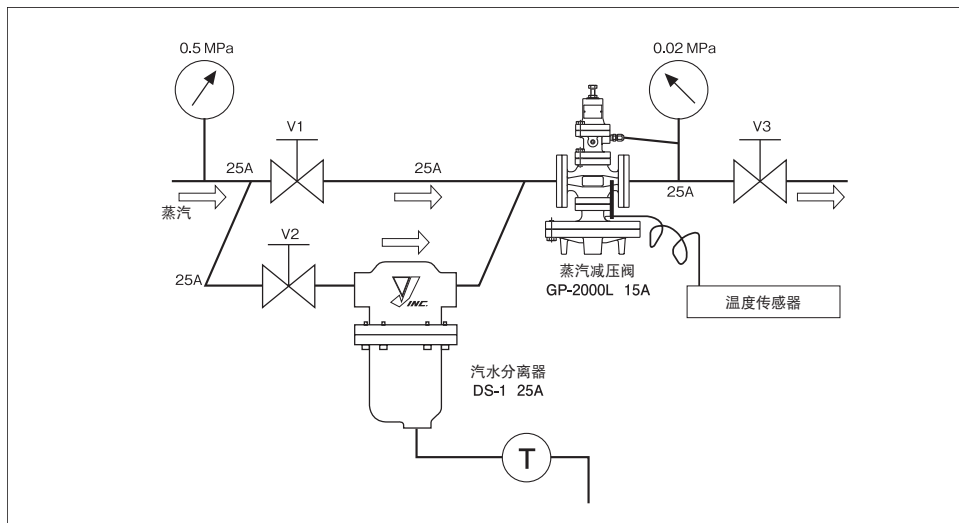 0.5 MPa
0.02 MPa
V1
V3
25A
25A
25A
蒸汽
V2
25A
INC.
蒸汽减压阀
GP-2000L 15A
温度传感器
汽水分离器
DS-1 25A
T